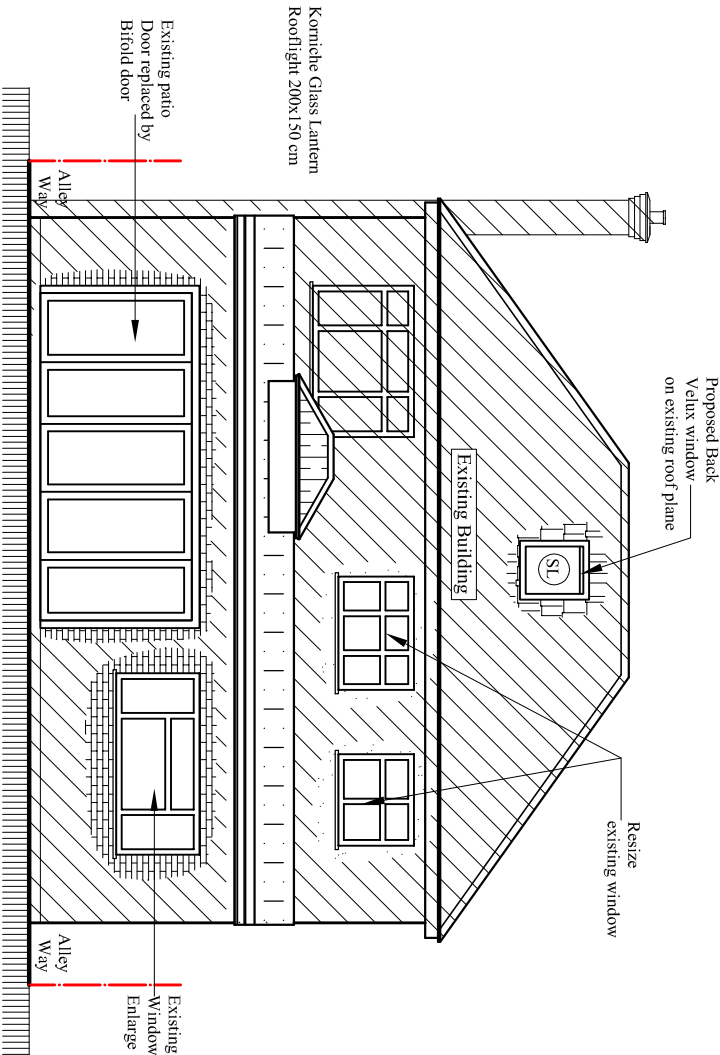 Proposed Back
Velux window
on existing roof plane
SL
Resize
existing window
Existing Building
Korniche Glass Lantern
Rooflight 200x150 cm
Existing patio
Door replaced by
Bifold door
Alley
Way
Alley
Way
Existing
Window
Enlarge